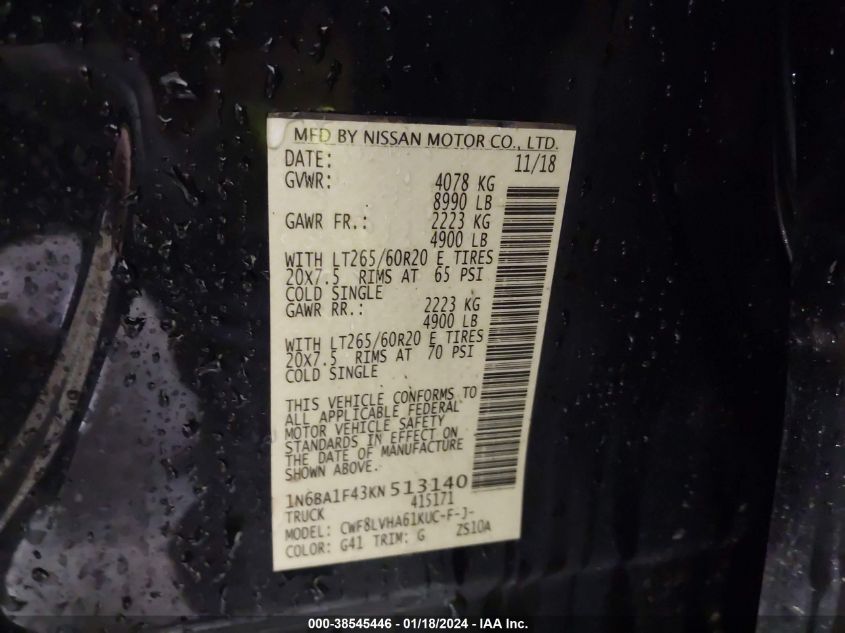 MFD BY NISSAN MOTOR CO., LTD.
DATE: 11/18
GVWR: 4078 KG
8990 LB
GAWR FR.: 2223 KG
4900 LB
WITH LT265/60R20 E TIRES
20x7.5 RIMS AT 65 PSI
COLD SINGLE
GAWR RR.: 2223 KG
4900 LB
WITH LT265/60R20 E TIRES
20x7.5 RIMS AT 70 PSI
COLD SINGLE
THIS VEHICLE CONFORMS TO
ALL APPLICABLE FEDERAL
MOTOR VEHICLE SAFETY
STANDARDS IN EFFECT ON
THE DATE OF MANUFACTURE
SHOWN ABOVE.
1N6BA1F43KN 513140
TRUCK 415171
MODEL: CWF8LVHA61KUC-F-J-
COLOR: G41 TRIM: G ZS10A
000-38545446 - 01/18/2024 - IAA Inc.